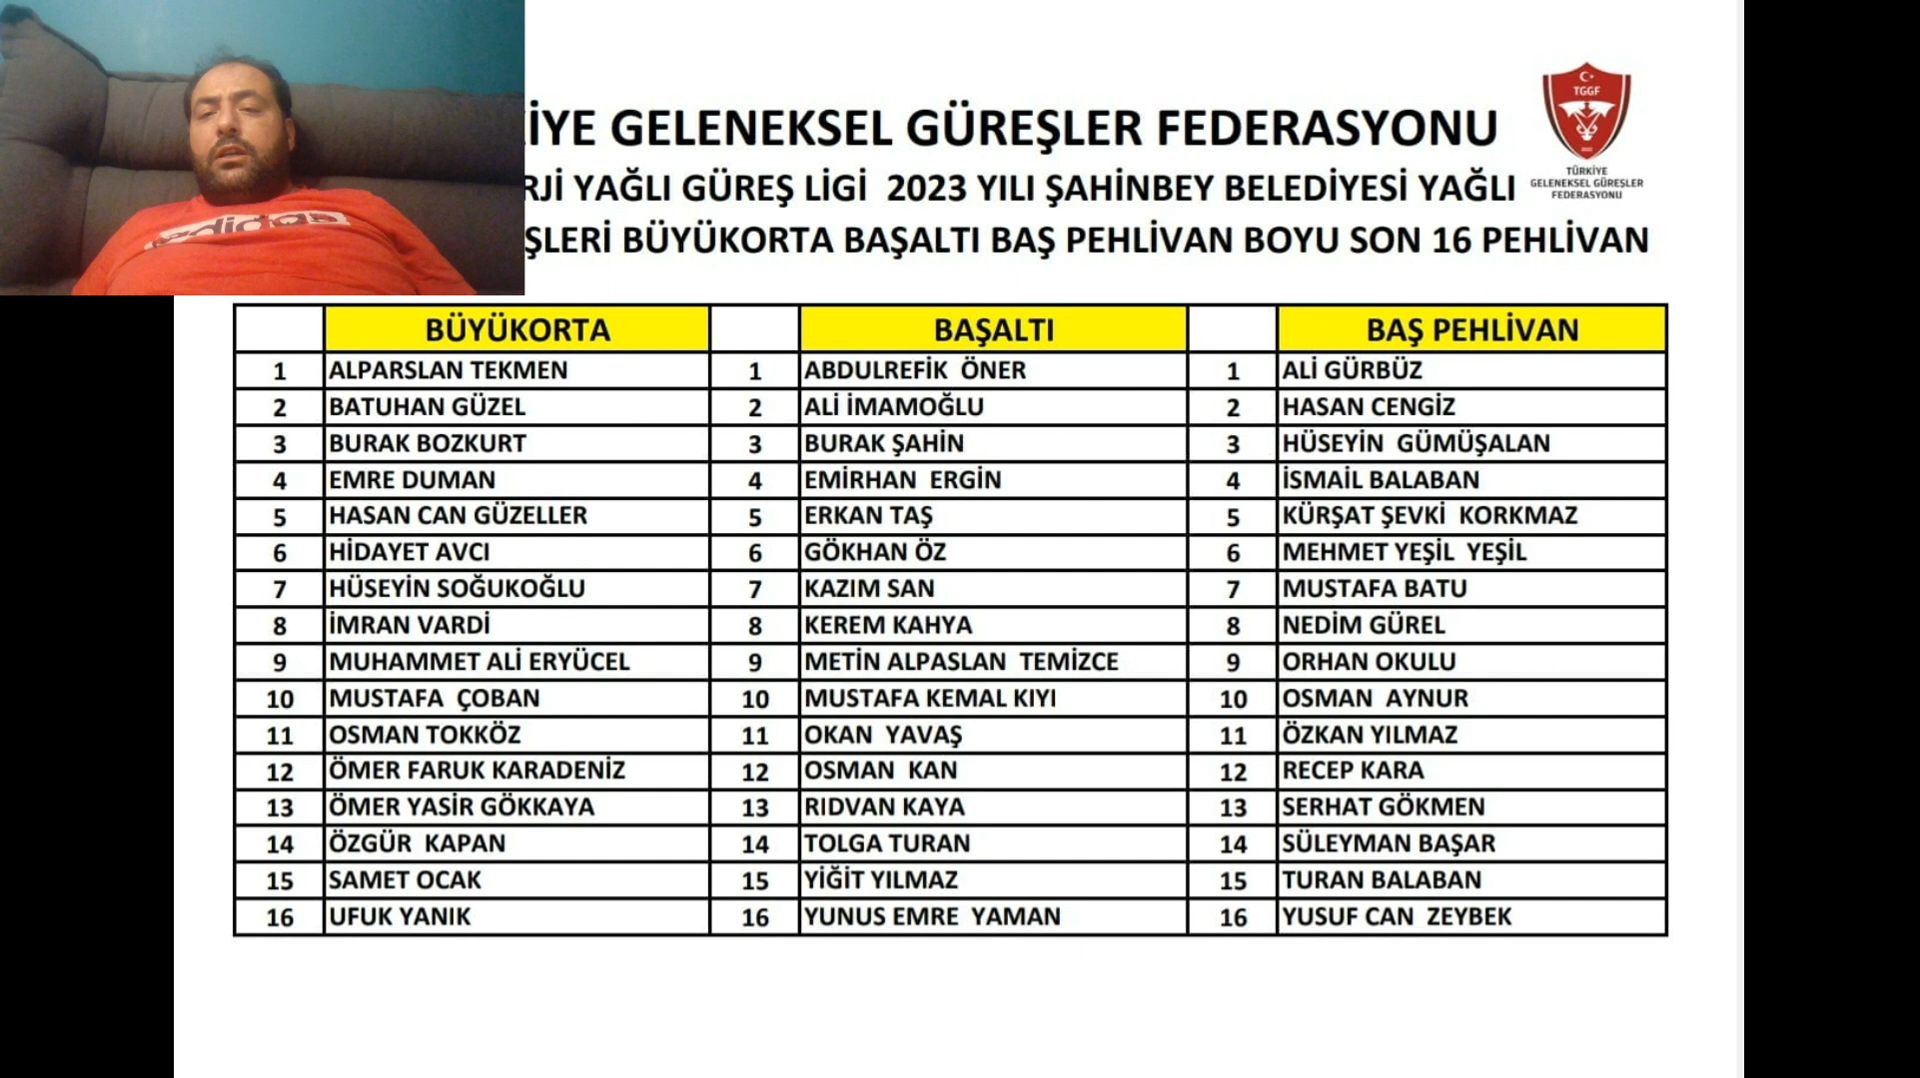 İYE GELENEKSEL GÜREŞLER FEDERASYONU
RJİ YAĞLI GÜREŞ LİGİ 2023 YILI ŞAHİNBEY BELEDİYESİ YAĞLI
ŞLERİ BÜYÜKORTA BAŞALTI BAŞ PEHLİVAN BOYU SON 16 PEHLİVAN
TGGF
TÜRKİYE
GELENEKSEL GÜREŞLER
FEDERASYONU
adidas
BÜYÜKORTA BAŞALTI BAŞ PEHLİVAN
1 ALPARSLAN TEKMEN 1 ABDULREFİK ÖNER 1 ALİ GÜRBÜZ
2 BATUHAN GÜZEL 2 ALİ İMAMOĞLU 2 HASAN CENGİZ
3 BURAK BOZKURT 3 BURAK ŞAHİN 3 HÜSEYİN GÜMÜŞALAN
4 EMRE DUMAN 4 EMİRHAN ERGİN 4 İSMAİL BALABAN
5 HASAN CAN GÜZELLER 5 ERKAN TAŞ 5 KÜRŞAT ŞEVKİ KORKMAZ
6 HİDAYET AVCI 6 GÖKHAN ÖZ 6 MEHMET YEŞİL YEŞİL
7 HÜSEYİN SOĞUKOĞLU 7 KAZIM SAN 7 MUSTAFA BATU
8 İMRAN VARDİ 8 KEREM KAHYA 8 NEDİM GÜREL
9 MUHAMMET ALİ ERYÜCEL 9 METİN ALPASLAN TEMİZCE 9 ORHAN OKULU
10 MUSTAFA ÇOBAN 10 MUSTAFA KEMAL KIYI 10 OSMAN AYNUR
11 OSMAN TOKKÖZ 11 OKAN YAVAŞ 11 ÖZKAN YILMAZ
12 ÖMER FARUK KARADENİZ 12 OSMAN KAN 12 RECEP KARA
13 ÖMER YASİR GÖKKAYA 13 RIDVAN KAYA 13 SERHAT GÖKMEN
14 ÖZGÜR KAPAN 14 TOLGA TURAN 14 SÜLEYMAN BAŞAR
15 SAMET OCAK 15 YİĞİT YILMAZ 15 TURAN BALABAN
16 UFUK YANIK 16 YUNUS EMRE YAMAN 16 YUSUF CAN ZEYBEK